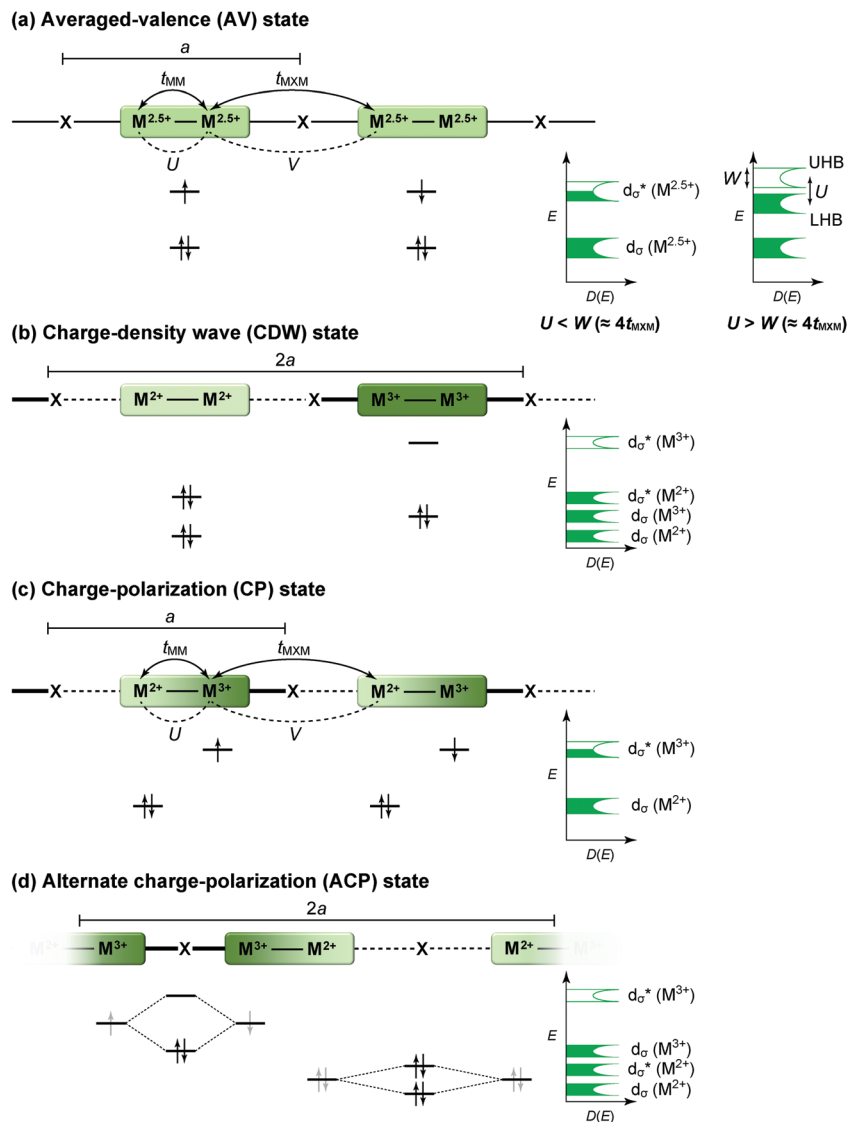 (a) Averaged-valence (AV) state
a
tMM tMXM
X M2.5+ — M2.5+ X M2.5+ — M2.5+ X
U V
E dσ* (M2.5+)
dσ (M2.5+)
D(E)
U < W (≈ 4tMXM)
W UHB
U
E LHB
D(E)
U > W (≈ 4tMXM)
(b) Charge-density wave (CDW) state
2a
X M2+ — M2+ X M3+ — M3+ X
dσ* (M3+)
E
dσ* (M2+)
dσ (M3+)
dσ (M2+)
D(E)
(c) Charge-polarization (CP) state
a
tMM tMXM
X M2+ — M3+ X M2+ — M3+ X
U V
dσ* (M3+)
E
dσ (M2+)
D(E)
(d) Alternate charge-polarization (ACP) state
2a
M2+ — M3+ X M3+ — M2+ X M2+ — M3+
dσ* (M3+)
E
dσ (M3+)
dσ* (M2+)
dσ (M2+)
D(E)